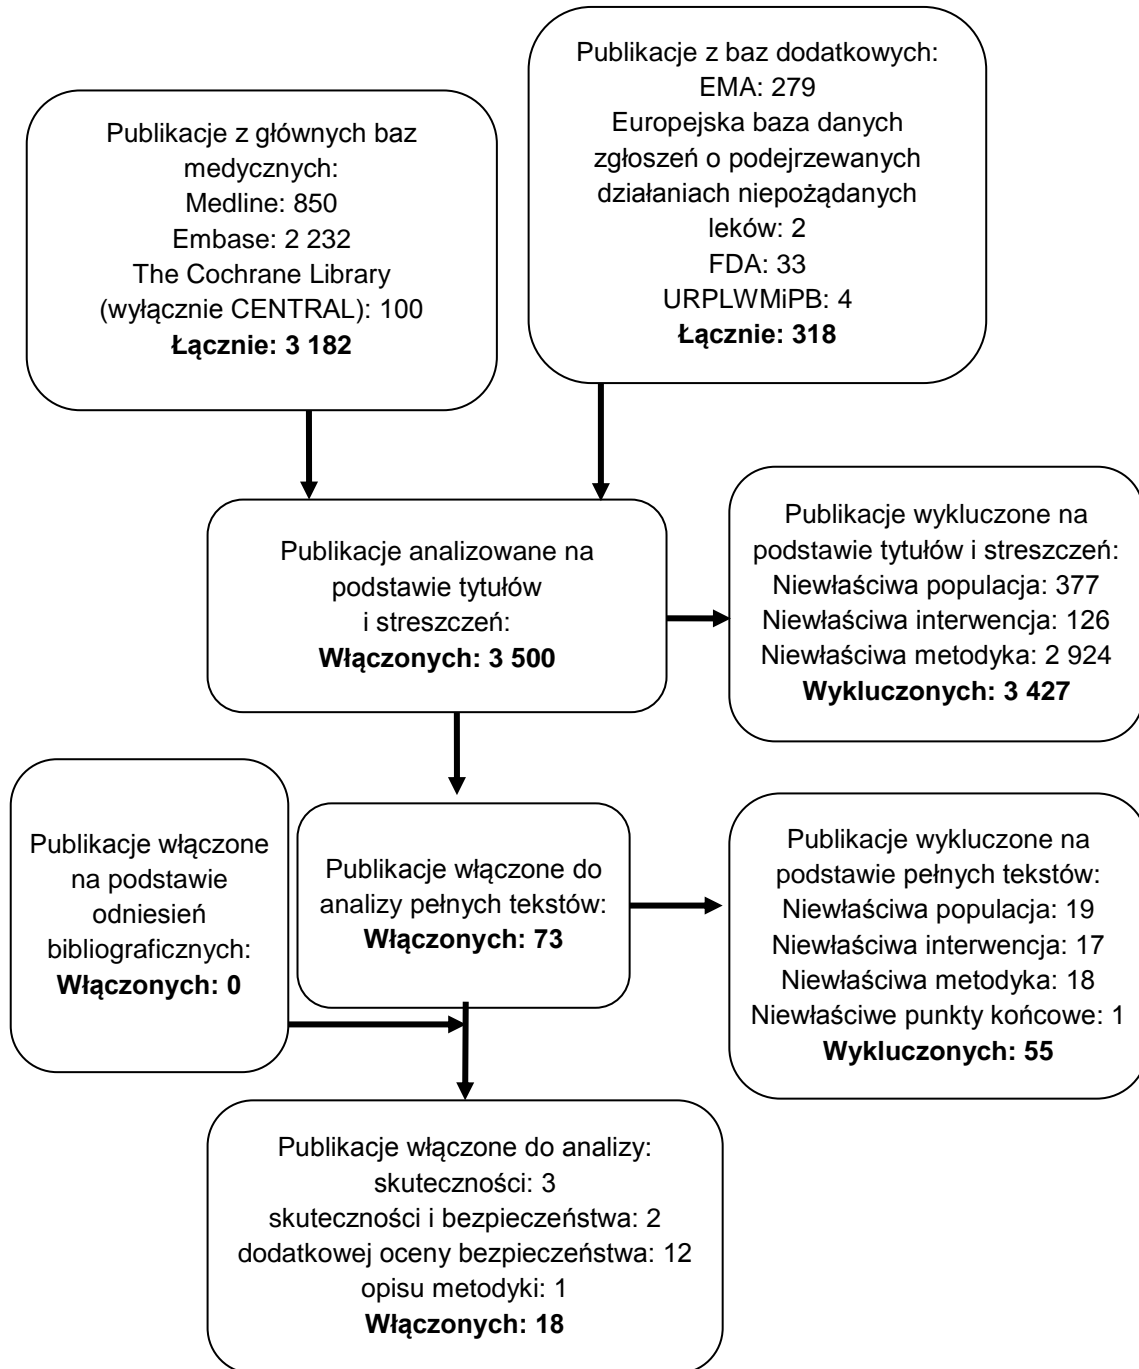 Publikacje z głównych baz
medycznych:
Medline: 850
Embase: 2 232
The Cochrane Library
(wyłącznie CENTRAL): 100
Łącznie: 3 182
Publikacje z baz dodatkowych:
EMA: 279
Europejska baza danych
zgłoszeń o podejrzewanych
działaniach niepożądanych
leków: 2
FDA: 33
URPLWMiPB: 4
Łącznie: 318
Publikacje analizowane na
podstawie tytułów
i streszczeń:
Włączonych: 3 500
Publikacje wykluczone na
podstawie tytułów i streszczeń:
Niewłaściwa populacja: 377
Niewłaściwa interwencja: 126
Niewłaściwa metodyka: 2 924
Wykluczonych: 3 427
Publikacje włączone
na podstawie
odniesień
bibliograficznych:
Włączonych: 0
Publikacje włączone do
analizy pełnych tekstów:
Włączonych: 73
Publikacje wykluczone na
podstawie pełnych tekstów:
Niewłaściwa populacja: 19
Niewłaściwa interwencja: 17
Niewłaściwa metodyka: 18
Niewłaściwe punkty końcowe: 1
Wykluczonych: 55
Publikacje włączone do analizy:
skuteczności: 3
skuteczności i bezpieczeństwa: 2
dodatkowej oceny bezpieczeństwa: 12
opisu metodyki: 1
Włączonych: 18